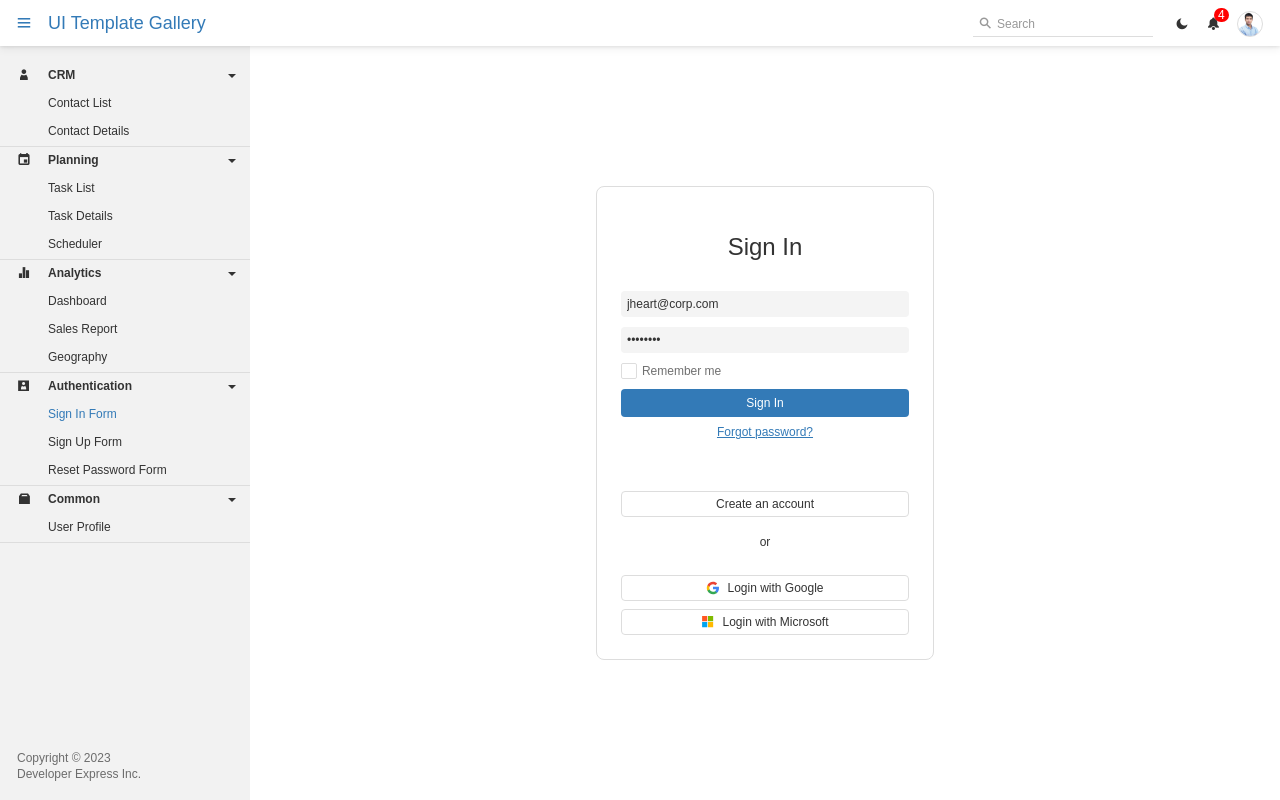 UI Template Gallery
Search
4
CRM
Contact List
Contact Details
Planning
Task List
Task Details
Scheduler
Analytics
Dashboard
Sales Report
Geography
Authentication
Sign In Form
Sign Up Form
Reset Password Form
Common
User Profile
Copyright © 2023
Developer Express Inc.
Sign In
jheart@corp.com
••••••••
Remember me
Sign In
Forgot password?
Create an account
or
Login with Google
Login with Microsoft